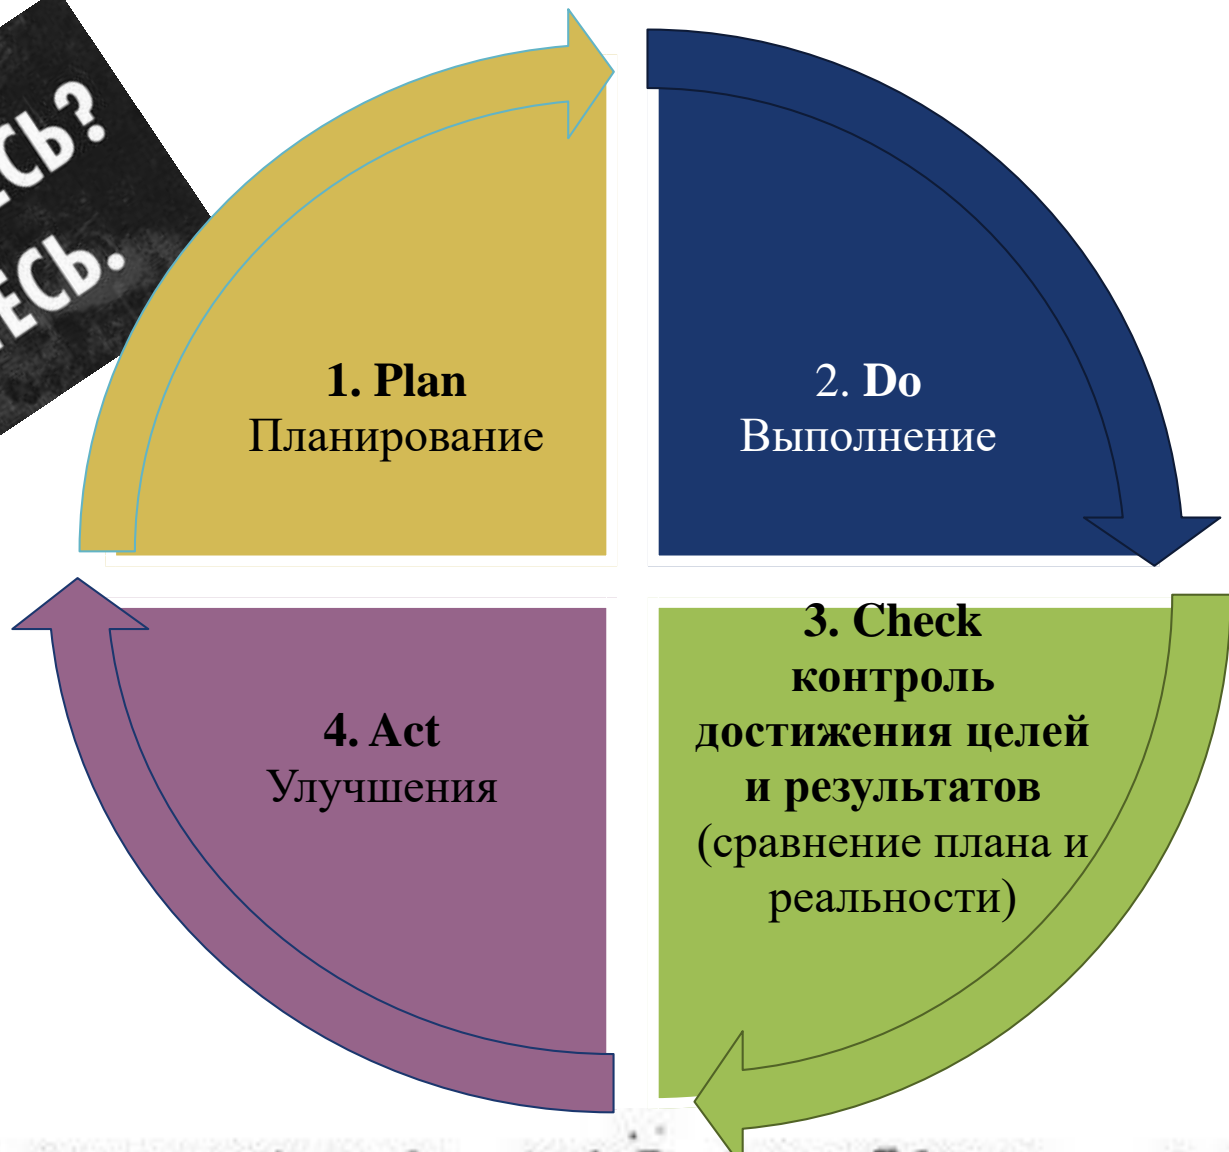 1. Plan
Планирование
2. Do
Выполнение
3. Check
контроль
достижения целей
и результатов
(сравнение плана и
реальности)
4. Act
Улучшения